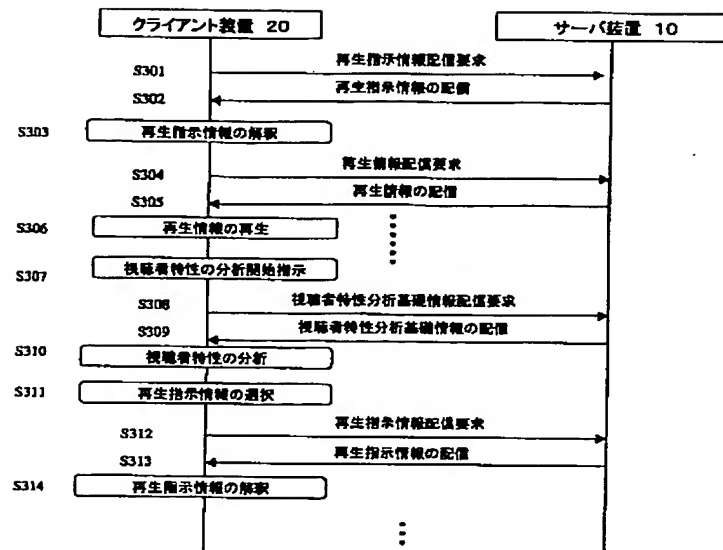 クライアント装置 20
サーバ装置 10
再生指示情報配信要求
S301
再生指示情報の配信
S302
S303
再生指示情報の解釈
再生情報配信要求
S304
再生情報の配信
S305
S306
再生情報の再生
S307
視聴者特性の分析開始指示
視聴者特性分析基礎情報配信要求
S308
視聴者特性分析基礎情報の配信
S309
S310
視聴者特性の分析
S311
再生指示情報の選択
再生指示情報配信要求
S312
再生指示情報の配信
S313
S314
再生指示情報の解釈